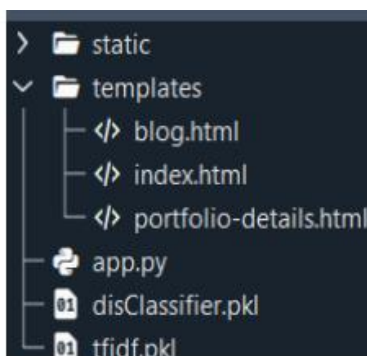 static
templates
blog.html
index.html
portfolio-details.html
app.py
disClassifier.pkl
tfidf.pkl